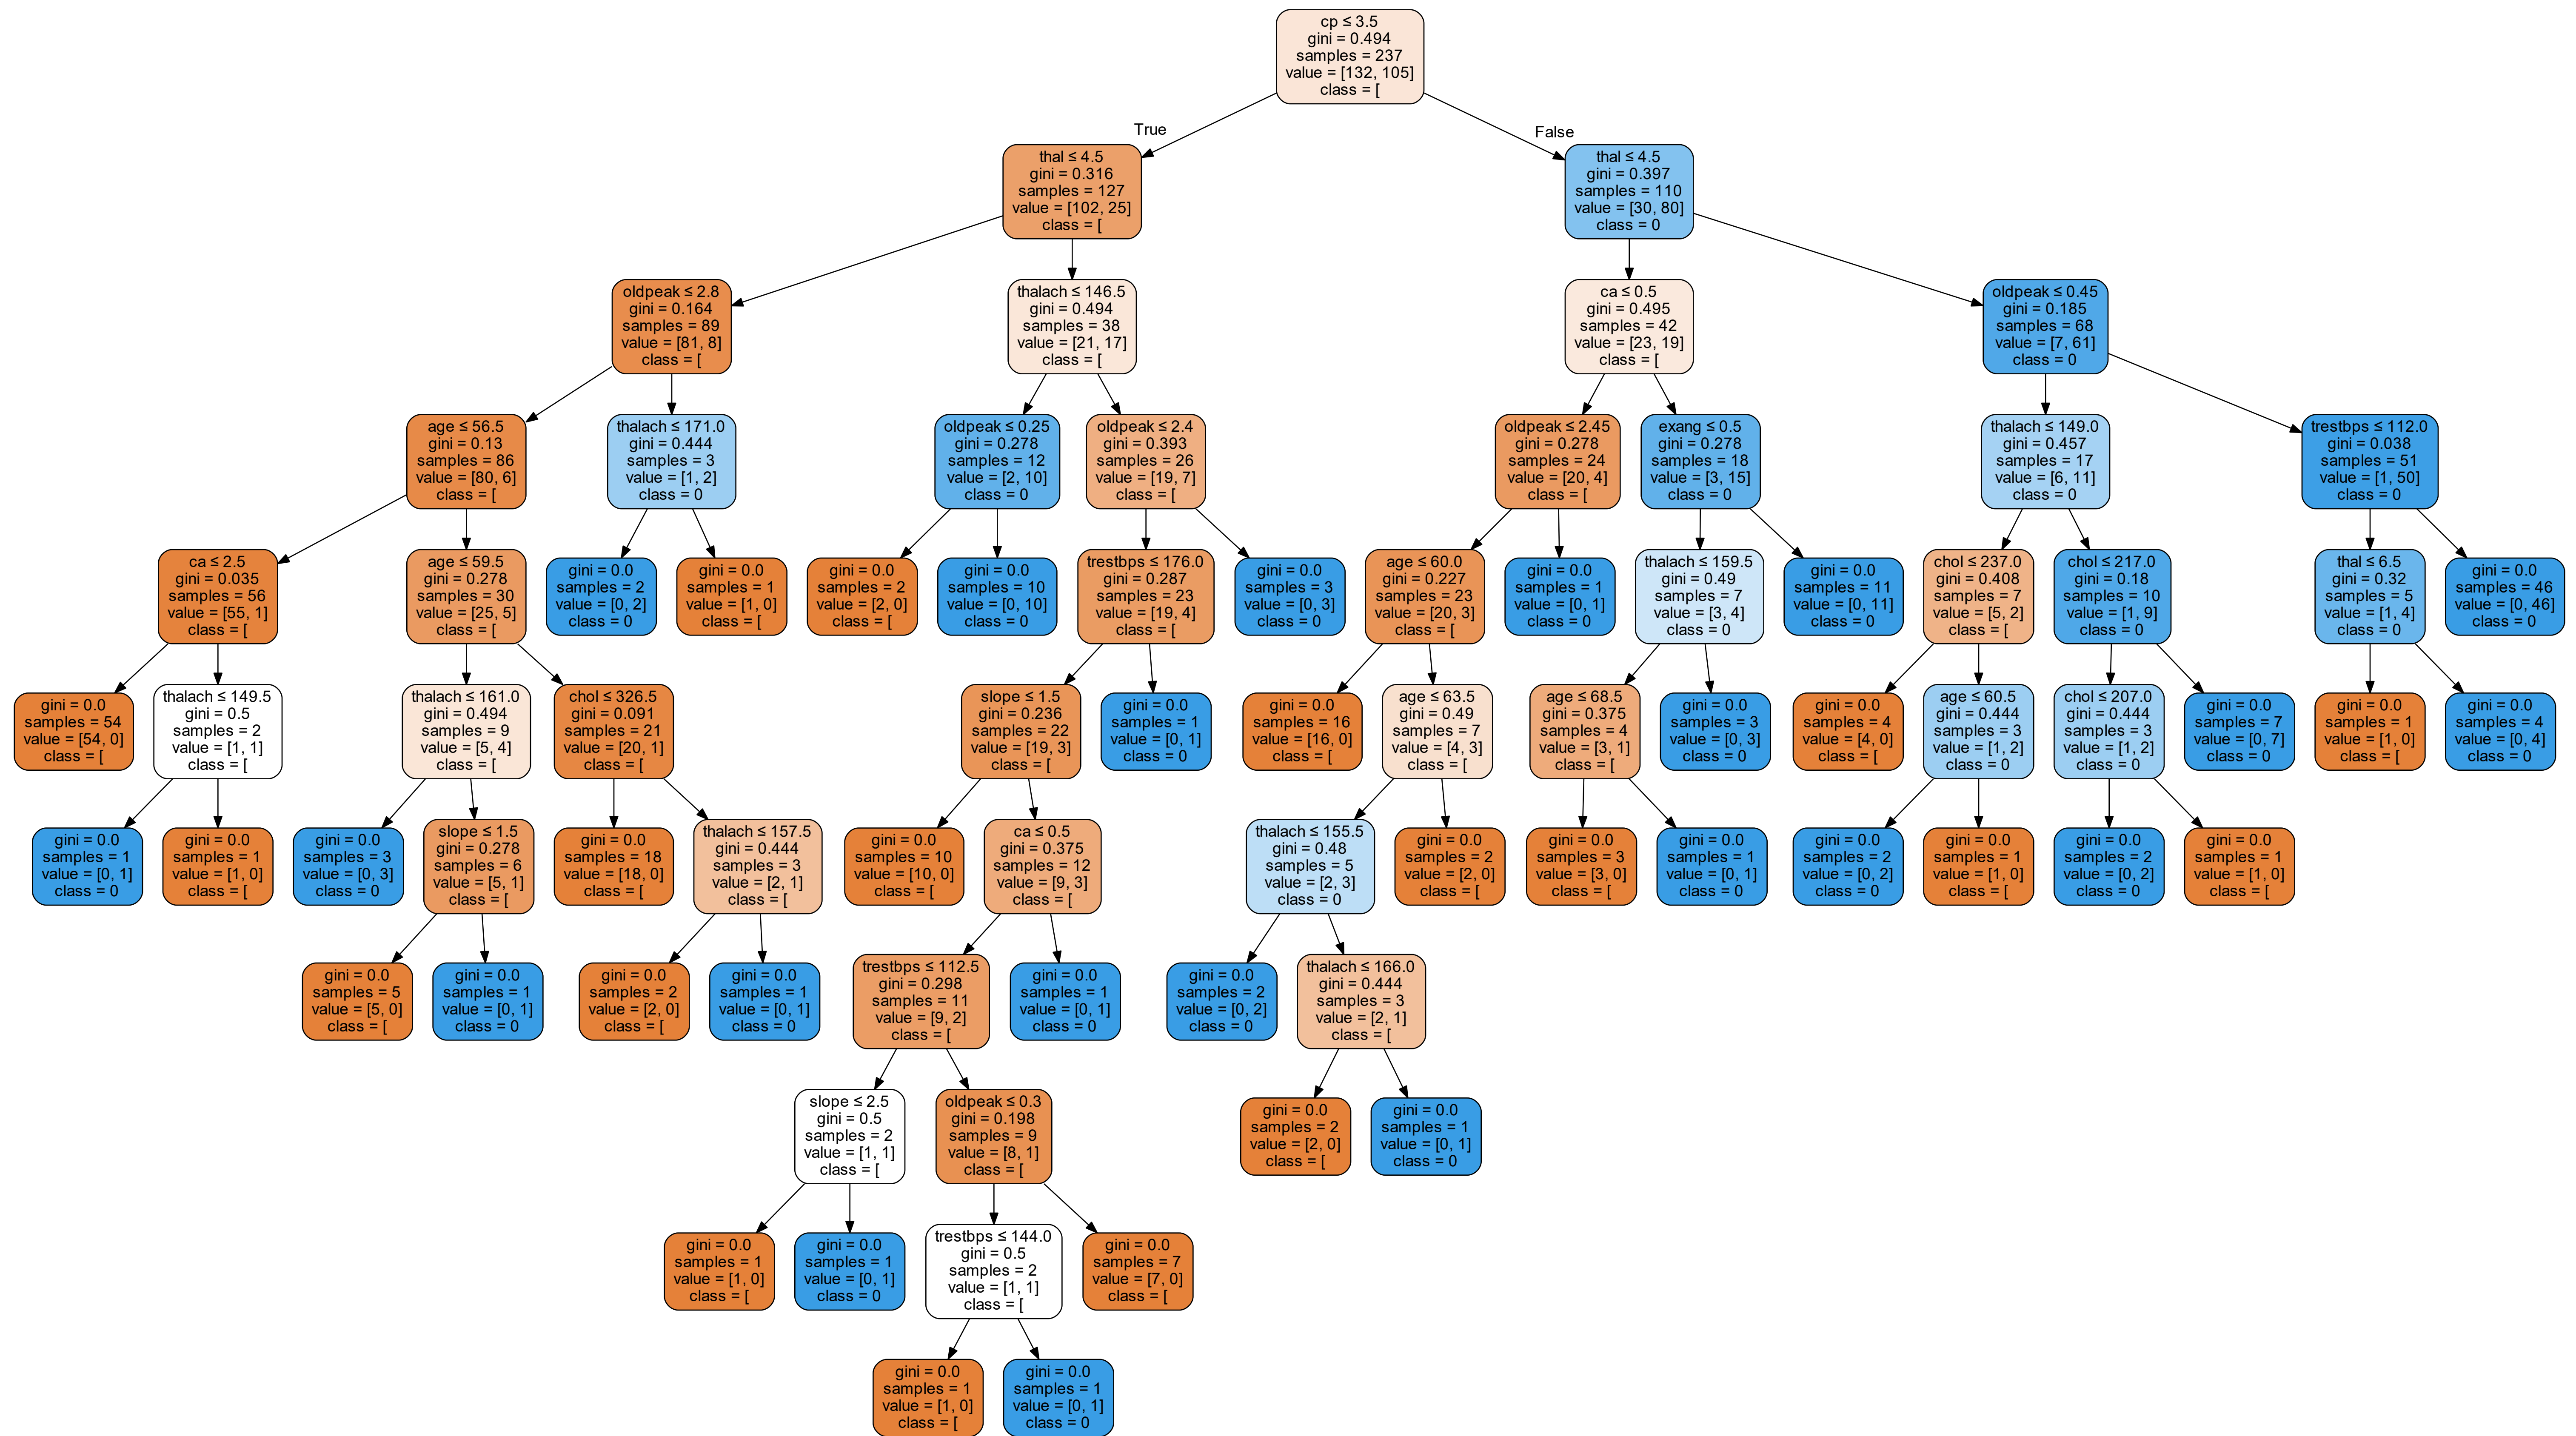 cp ≤ 3.5
gini = 0.494
samples = 237
value = [132, 105]
class = [
True
False
thal ≤ 4.5
gini = 0.316
samples = 127
value = [102, 25]
class = [
thal ≤ 4.5
gini = 0.397
samples = 110
value = [30, 80]
class = 0
oldpeak ≤ 2.8
gini = 0.164
samples = 89
value = [81, 8]
class = [
thalach ≤ 146.5
gini = 0.494
samples = 38
value = [21, 17]
class = [
ca ≤ 0.5
gini = 0.495
samples = 42
value = [23, 19]
class = [
oldpeak ≤ 0.45
gini = 0.185
samples = 68
value = [7, 61]
class = 0
age ≤ 56.5
gini = 0.13
samples = 86
value = [80, 6]
class = [
thalach ≤ 171.0
gini = 0.444
samples = 3
value = [1, 2]
class = 0
oldpeak ≤ 0.25
gini = 0.278
samples = 12
value = [2, 10]
class = 0
oldpeak ≤ 2.4
gini = 0.393
samples = 26
value = [19, 7]
class = [
oldpeak ≤ 2.45
gini = 0.278
samples = 24
value = [20, 4]
class = [
exang ≤ 0.5
gini = 0.278
samples = 18
value = [3, 15]
class = 0
thalach ≤ 149.0
gini = 0.457
samples = 17
value = [6, 11]
class = 0
trestbps ≤ 112.0
gini = 0.038
samples = 51
value = [1, 50]
class = 0
ca ≤ 2.5
gini = 0.035
samples = 56
value = [55, 1]
class = [
age ≤ 59.5
gini = 0.278
samples = 30
value = [25, 5]
class = [
gini = 0.0
samples = 2
value = [0, 2]
class = 0
gini = 0.0
samples = 1
value = [1, 0]
class = [
gini = 0.0
samples = 2
value = [2, 0]
class = [
gini = 0.0
samples = 10
value = [0, 10]
class = 0
trestbps ≤ 176.0
gini = 0.287
samples = 23
value = [19, 4]
class = [
gini = 0.0
samples = 3
value = [0, 3]
class = 0
age ≤ 60.0
gini = 0.227
samples = 23
value = [20, 3]
class = [
gini = 0.0
samples = 1
value = [0, 1]
class = 0
thalach ≤ 159.5
gini = 0.49
samples = 7
value = [3, 4]
class = 0
gini = 0.0
samples = 11
value = [0, 11]
class = 0
chol ≤ 237.0
gini = 0.408
samples = 7
value = [5, 2]
class = [
chol ≤ 217.0
gini = 0.18
samples = 10
value = [1, 9]
class = 0
thal ≤ 6.5
gini = 0.32
samples = 5
value = [1, 4]
class = 0
gini = 0.0
samples = 46
value = [0, 46]
class = 0
gini = 0.0
samples = 54
value = [54, 0]
class = [
thalach ≤ 149.5
gini = 0.5
samples = 2
value = [1, 1]
class = [
thalach ≤ 161.0
gini = 0.494
samples = 9
value = [5, 4]
class = [
chol ≤ 326.5
gini = 0.091
samples = 21
value = [20, 1]
class = [
slope ≤ 1.5
gini = 0.236
samples = 22
value = [19, 3]
class = [
gini = 0.0
samples = 1
value = [0, 1]
class = 0
gini = 0.0
samples = 16
value = [16, 0]
class = [
age ≤ 63.5
gini = 0.49
samples = 7
value = [4, 3]
class = [
age ≤ 68.5
gini = 0.375
samples = 4
value = [3, 1]
class = [
gini = 0.0
samples = 3
value = [0, 3]
class = 0
gini = 0.0
samples = 4
value = [4, 0]
class = [
age ≤ 60.5
gini = 0.444
samples = 3
value = [1, 2]
class = 0
chol ≤ 207.0
gini = 0.444
samples = 3
value = [1, 2]
class = 0
gini = 0.0
samples = 7
value = [0, 7]
class = 0
gini = 0.0
samples = 1
value = [1, 0]
class = [
gini = 0.0
samples = 4
value = [0, 4]
class = 0
gini = 0.0
samples = 1
value = [0, 1]
class = 0
gini = 0.0
samples = 1
value = [1, 0]
class = [
gini = 0.0
samples = 3
value = [0, 3]
class = 0
slope ≤ 1.5
gini = 0.278
samples = 6
value = [5, 1]
class = [
gini = 0.0
samples = 18
value = [18, 0]
class = [
thalach ≤ 157.5
gini = 0.444
samples = 3
value = [2, 1]
class = [
gini = 0.0
samples = 10
value = [10, 0]
class = [
ca ≤ 0.5
gini = 0.375
samples = 12
value = [9, 3]
class = [
thalach ≤ 155.5
gini = 0.48
samples = 5
value = [2, 3]
class = 0
gini = 0.0
samples = 2
value = [2, 0]
class = [
gini = 0.0
samples = 3
value = [3, 0]
class = [
gini = 0.0
samples = 1
value = [0, 1]
class = 0
gini = 0.0
samples = 2
value = [0, 2]
class = 0
gini = 0.0
samples = 1
value = [1, 0]
class = [
gini = 0.0
samples = 2
value = [0, 2]
class = 0
gini = 0.0
samples = 1
value = [1, 0]
class = [
gini = 0.0
samples = 5
value = [5, 0]
class = [
gini = 0.0
samples = 1
value = [0, 1]
class = 0
gini = 0.0
samples = 2
value = [2, 0]
class = [
gini = 0.0
samples = 1
value = [0, 1]
class = 0
trestbps ≤ 112.5
gini = 0.298
samples = 11
value = [9, 2]
class = [
gini = 0.0
samples = 1
value = [0, 1]
class = 0
gini = 0.0
samples = 2
value = [0, 2]
class = 0
thalach ≤ 166.0
gini = 0.444
samples = 3
value = [2, 1]
class = [
slope ≤ 2.5
gini = 0.5
samples = 2
value = [1, 1]
class = [
oldpeak ≤ 0.3
gini = 0.198
samples = 9
value = [8, 1]
class = [
gini = 0.0
samples = 2
value = [2, 0]
class = [
gini = 0.0
samples = 1
value = [0, 1]
class = 0
gini = 0.0
samples = 1
value = [1, 0]
class = [
gini = 0.0
samples = 1
value = [0, 1]
class = 0
trestbps ≤ 144.0
gini = 0.5
samples = 2
value = [1, 1]
class = [
gini = 0.0
samples = 7
value = [7, 0]
class = [
gini = 0.0
samples = 1
value = [1, 0]
class = [
gini = 0.0
samples = 1
value = [0, 1]
class = 0